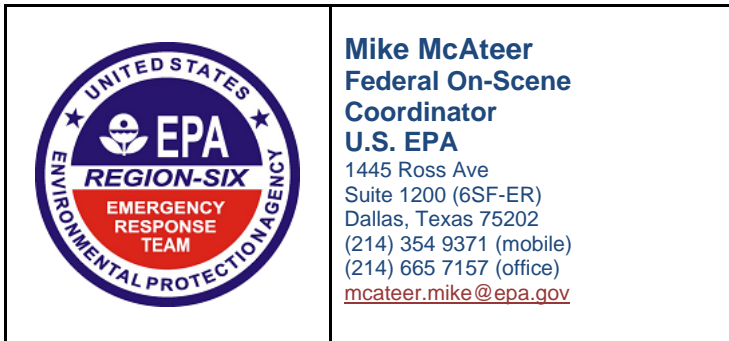 UNITED STATES
EPA
REGION-SIX
EMERGENCY
RESPONSE
TEAM
ENVIRONMENTAL PROTECTION AGENCY
Mike McAteer
Federal On-Scene
Coordinator
U.S. EPA
1445 Ross Ave
Suite 1200 (6SF-ER)
Dallas, Texas 75202
(214) 354 9371 (mobile)
(214) 665 7157 (office)
mcateer.mike@epa.gov